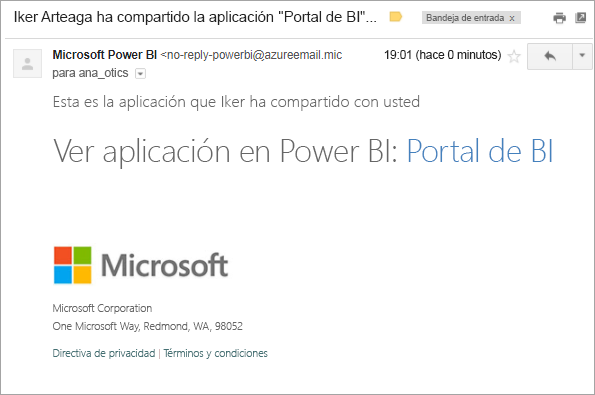 Iker Arteaga ha compartido la aplicación "Portal de BI"... Bandeja de entrada x
Microsoft Power BI <no-reply-powerbi@azureemail.mic 19:01 (hace 0 minutos)
para ana_otics
Esta es la aplicación que Iker ha compartido con usted
Ver aplicación en Power BI: Portal de BI
Microsoft
Microsoft Corporation
One Microsoft Way, Redmond, WA, 98052
Directiva de privacidad | Términos y condiciones